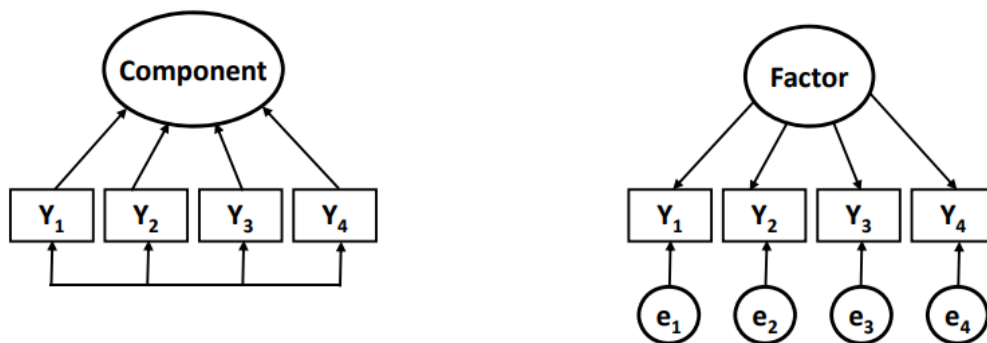 Component
Factor
Y₁ Y₂ Y₃ Y₄
Y₁ Y₂ Y₃ Y₄
e₁ e₂ e₃ e₄